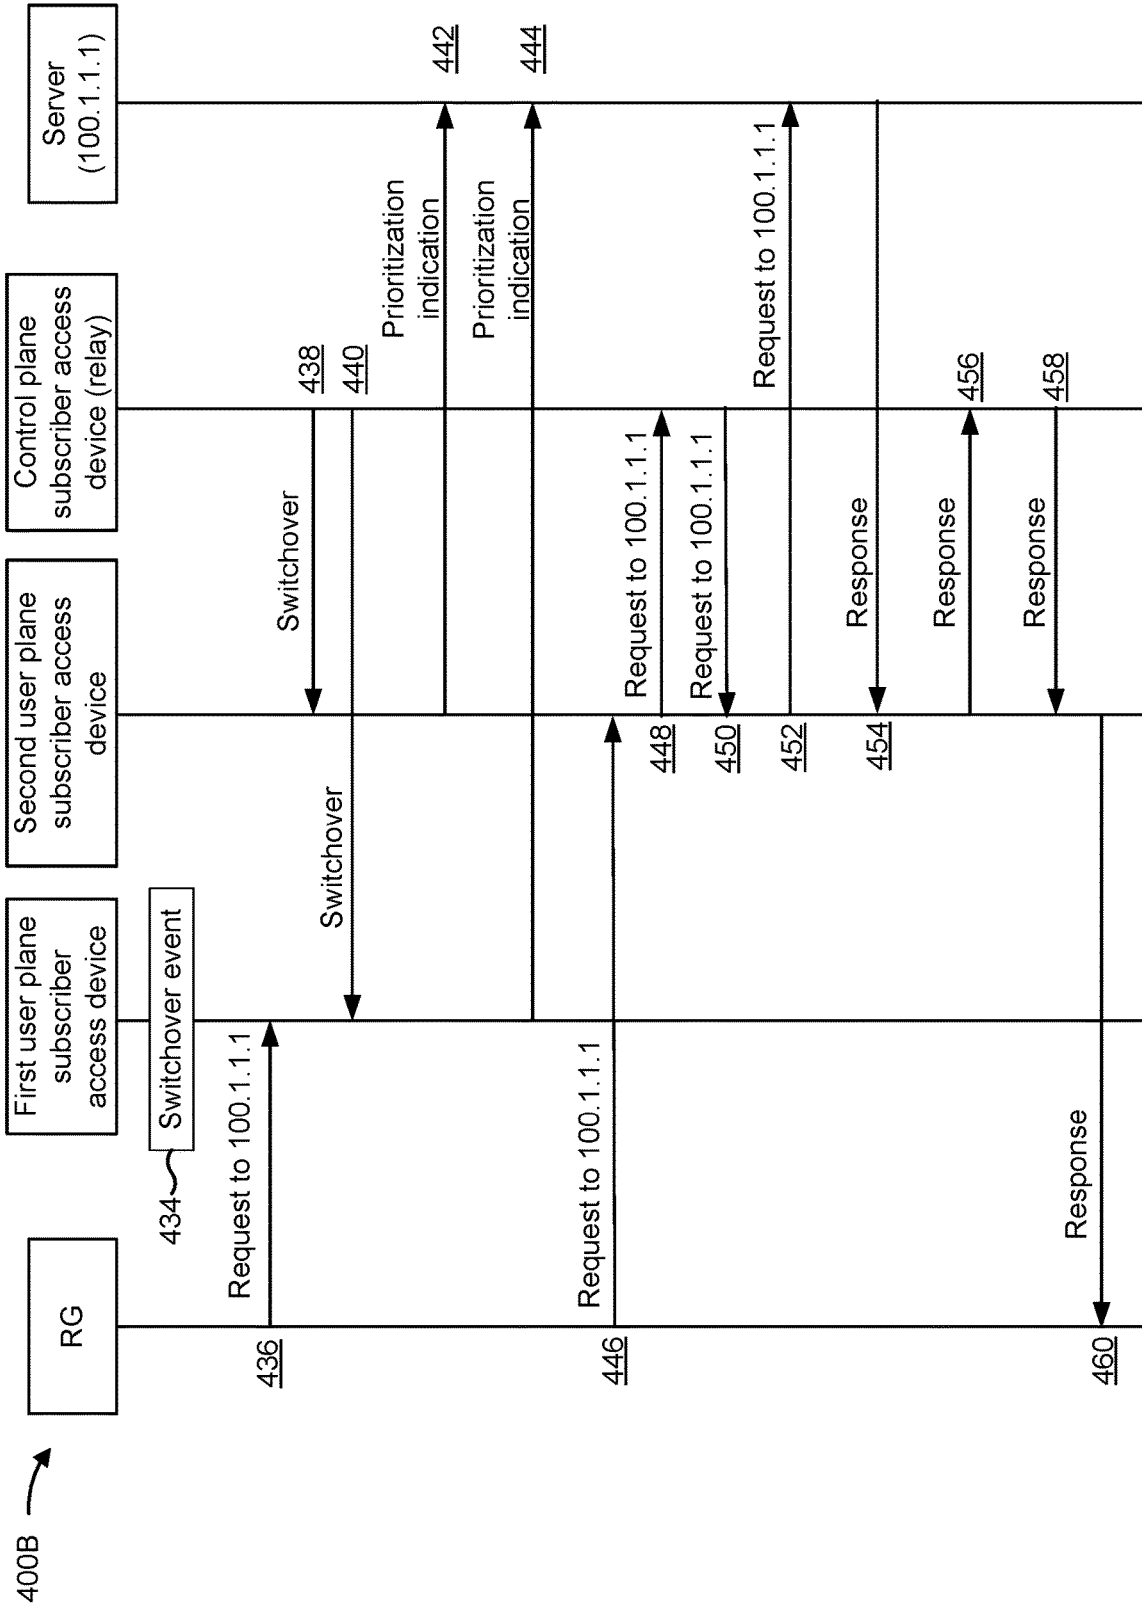 400B
RG
First user plane
subscriber
access device
Second user plane
subscriber access
device
Control plane
subscriber access
device (relay)
Server
(100.1.1.1)
434
Switchover event
Request to 100.1.1.1
436
Switchover
438
Switchover
440
Prioritization
indication
442
Prioritization
indication
444
Request to 100.1.1.1
446
Request to 100.1.1.1
448
Request to 100.1.1.1
450
Request to 100.1.1.1
452
Response
454
Response
456
Response
458
Response
460